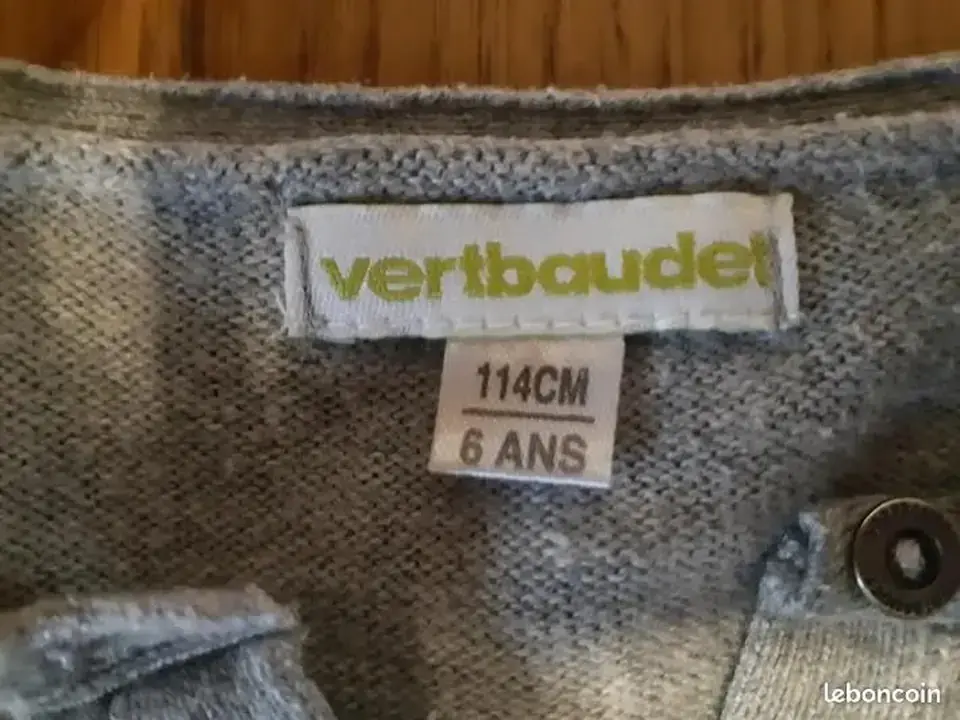 vertbaudet
114CM
6 ANS
leboncoin